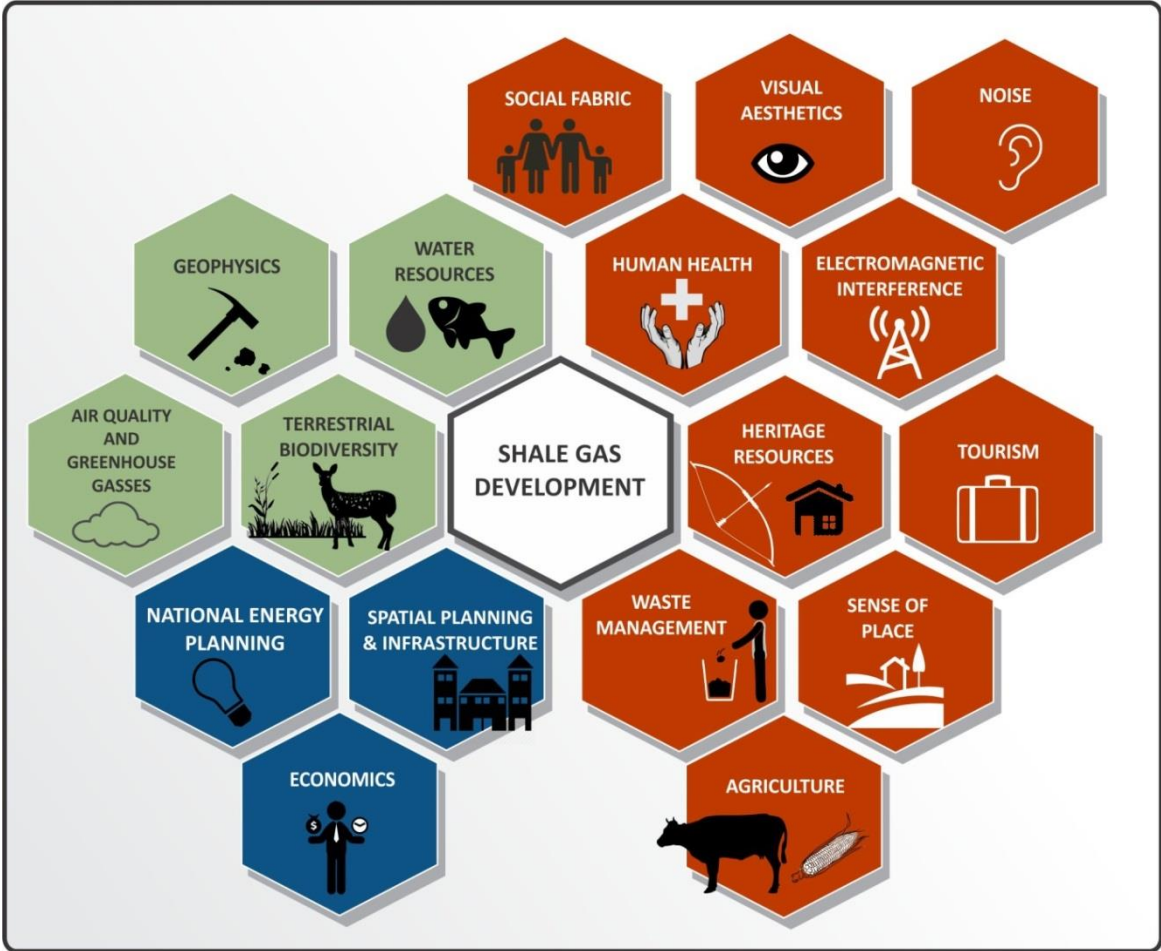 SOCIAL FABRIC
VISUAL
AESTHETICS
NOISE
GEOPHYSICS
WATER
RESOURCES
HUMAN HEALTH
ELECTROMAGNETIC
INTERFERENCE
AIR QUALITY
AND
GREENHOUSE
GASSES
TERRESTRIAL
BIODIVERSITY
SHALE GAS
DEVELOPMENT
HERITAGE
RESOURCES
TOURISM
NATIONAL ENERGY
PLANNING
SPATIAL PLANNING
& INFRASTRUCTURE
WASTE
MANAGEMENT
SENSE OF
PLACE
ECONOMICS
$
AGRICULTURE